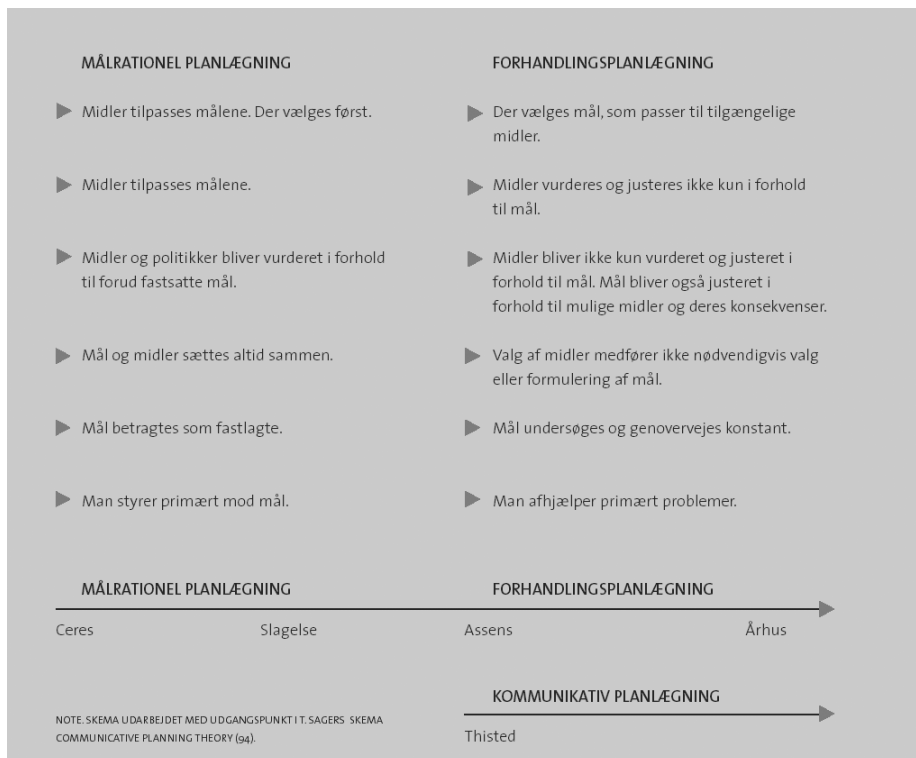 MÅLRATIONEL PLANLÆGNING
Midler tilpasses målene. Der vælges først.
Midler tilpasses målene.
Midler og politikker bliver vurderet i forhold
til forud fastsatte mål.
Mål og midler sættes altid sammen.
Mål betragtes som fastlagte.
Man styrer primært mod mål.
FORHANDLINGSPLANLÆGNING
Der vælges mål, som passer til tilgængelige
midler.
Midler vurderes og justeres ikke kun i forhold
til mål.
Midler bliver ikke kun vurderet og justeret i
forhold til mål. Mål bliver også justeret i
forhold til mulige midler og deres konsekvenser.
Valg af midler medfører ikke nødvendigvis valg
eller formulering af mål.
Mål undersøges og genovervejes konstant.
Man afhjælper primært problemer.
MÅLRATIONEL PLANLÆGNING
FORHANDLINGSPLANLÆGNING
Ceres
Slagelse
Assens
Århus
KOMMUNIKATIV PLANLÆGNING
Thisted
NOTE. SKEMA UDARBEJDET MED UDGANGSPUNKT I T. SAGERS SKEMA
COMMUNICATIVE PLANNING THEORY (94).